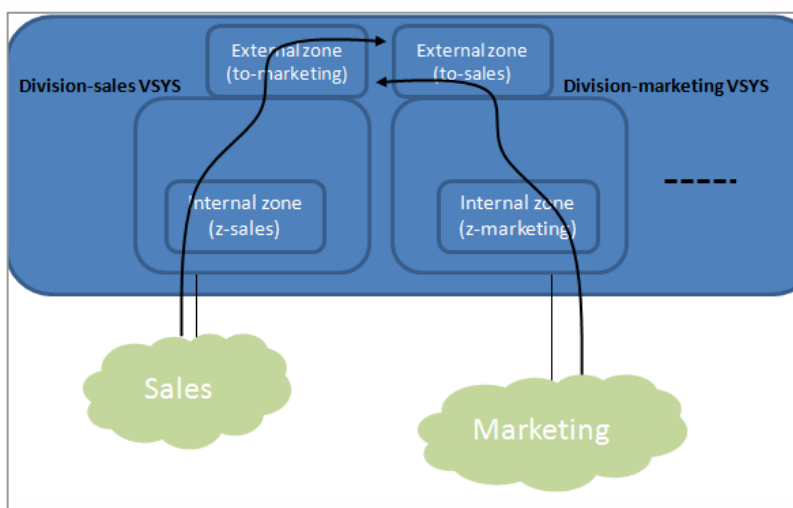 External zone
(to-marketing)
External zone
(to-sales)
Division-sales VSYS
Division-marketing VSYS
Internal zone
(z-sales)
Internal zone
(z-marketing)
Sales
Marketing